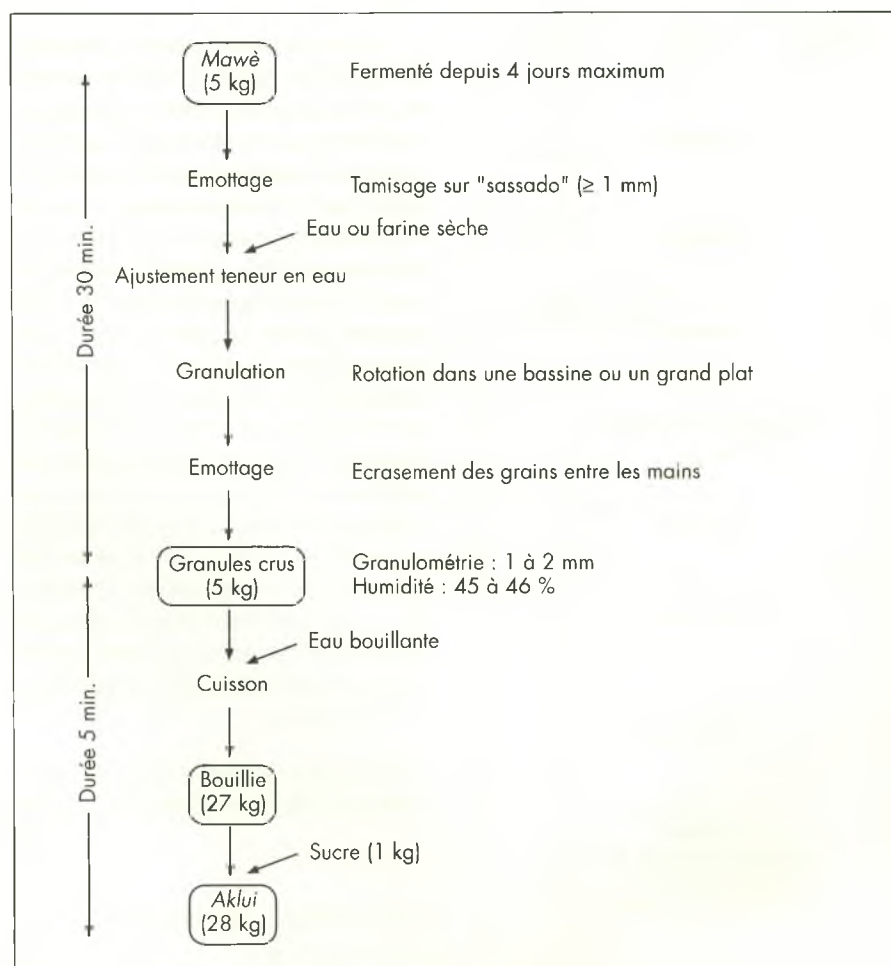 Mawè
(5 kg)
Fermenté depuis 4 jours maximum
Emottage
Tamisage sur "sassado" (≥ 1 mm)
Eau ou farine sèche
Ajustement teneur en eau
Durée 30 min.
Granulation
Rotation dans une bassine ou un grand plat
Emottage
Ecrasement des grains entre les mains
Granules crus
(5 kg)
Granulométrie : 1 à 2 mm
Humidité : 45 à 46 %
Eau bouillante
Cuisson
Durée 5 min.
Bouillie
(27 kg)
Sucre (1 kg)
Aklui
(28 kg)